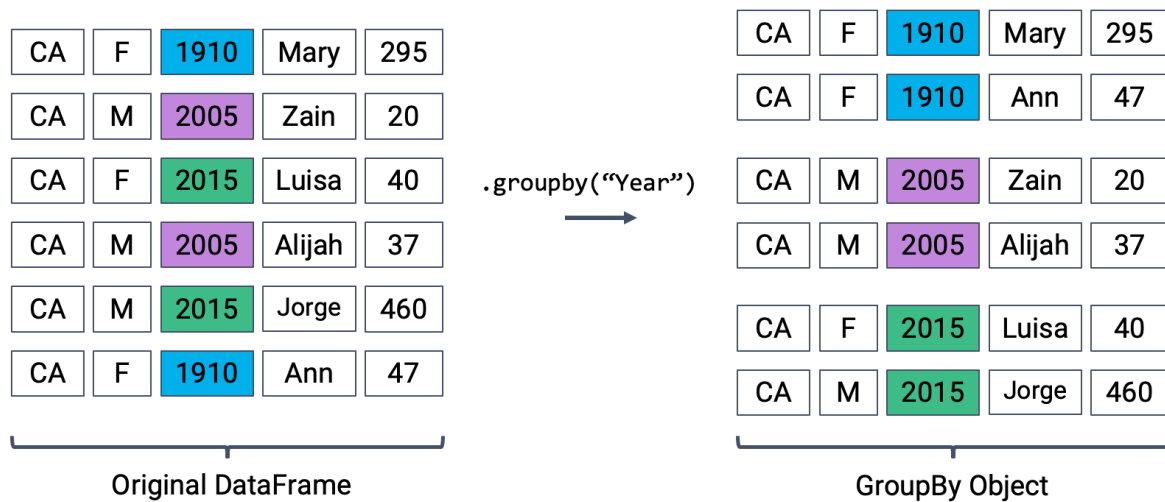 CA F 1910 Mary 295
CA M 2005 Zain 20
CA F 2015 Luisa 40
CA M 2005 Alijah 37
CA M 2015 Jorge 460
CA F 1910 Ann 47
Original DataFrame
.groupby(“Year”)
CA F 1910 Mary 295
CA F 1910 Ann 47
CA M 2005 Zain 20
CA M 2005 Alijah 37
CA F 2015 Luisa 40
CA M 2015 Jorge 460
GroupBy Object